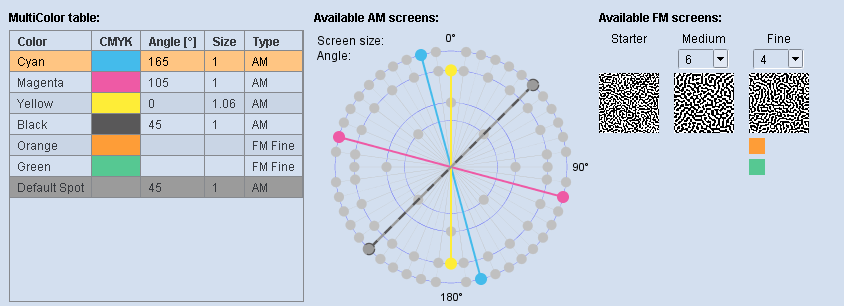 MultiColor table:
Color CMYK Angle [°] Size Type
Cyan 165 1 AM
Magenta 105 1 AM
Yellow 0 1.06 AM
Black 45 1 AM
Orange FM Fine
Green FM Fine
Default Spot 45 1 AM
Available AM screens:
Screen size:
Angle:
0°
90°
180°
Available FM screens:
Starter Medium Fine
6 4